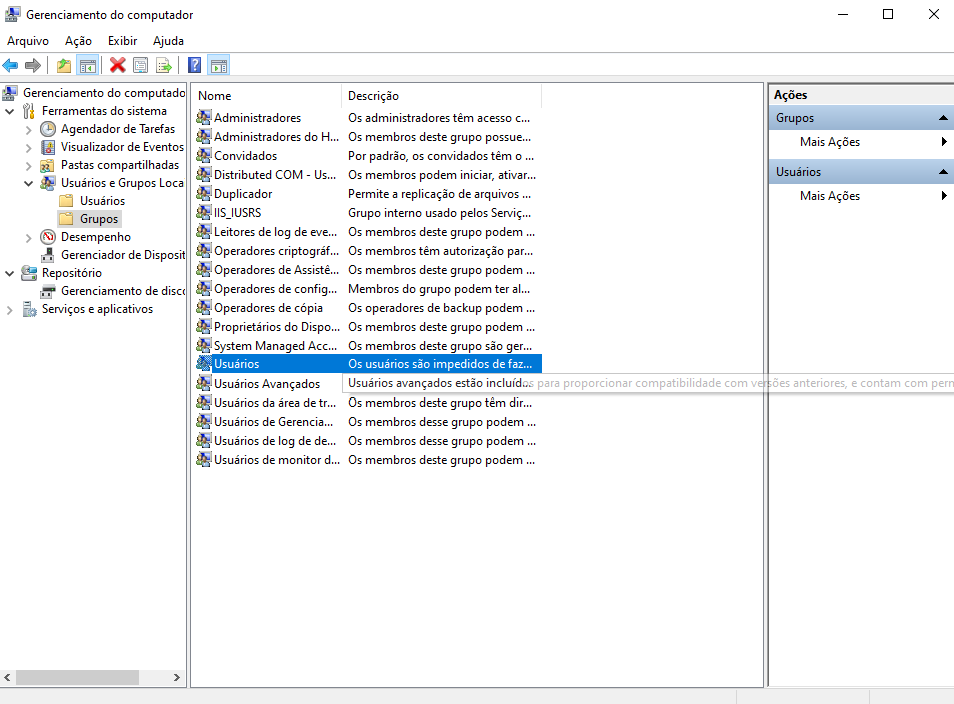 Gerenciamento do computador
Arquivo Ação Exibir Ajuda
Gerenciamento do computado
Ferramentas do sistema
Agendador de Tarefas
Visualizador de Eventos
Pastas compartilhadas
Usuários e Grupos Loca
Usuários
Grupos
Desempenho
Gerenciador de Disposit
Repositório
Gerenciamento de disco
Serviços e aplicativos
Nome Descrição
Administradores Os administradores têm acesso c...
Administradores do H... Os membros deste grupo possue...
Convidados Por padrão, os convidados têm o ...
Distributed COM - Us... Os membros podem iniciar, ativar...
Duplicador Permite a replicação de arquivos ...
IIS_IUSRS Grupo interno usado pelos Serviç...
Leitores de log de eve... Os membros deste grupo podem ...
Operadores criptográf... Os membros têm autorização par...
Operadores de Assistê... Os membros deste grupo podem ...
Operadores de config... Membros do grupo podem ter al...
Operadores de cópia Os operadores de backup podem ...
Proprietários do Dispo... Os membros deste grupo podem ...
System Managed Acc... Os membros deste grupo são ger...
Usuários Os usuários são impedidos de faz...
Usuários Avançados Usuários avançados estão incluídos para proporcionar compatibilidade com versões anteriores, e contam com perm
Usuários da área de tr... Os membros deste grupo têm dir...
Usuários de Gerencia... Os membros desse grupo podem ...
Usuários de log de de... Os membros desse grupo podem ...
Usuários de monitor d... Os membros deste grupo podem ...
Ações
Grupos
Mais Ações
Usuários
Mais Ações